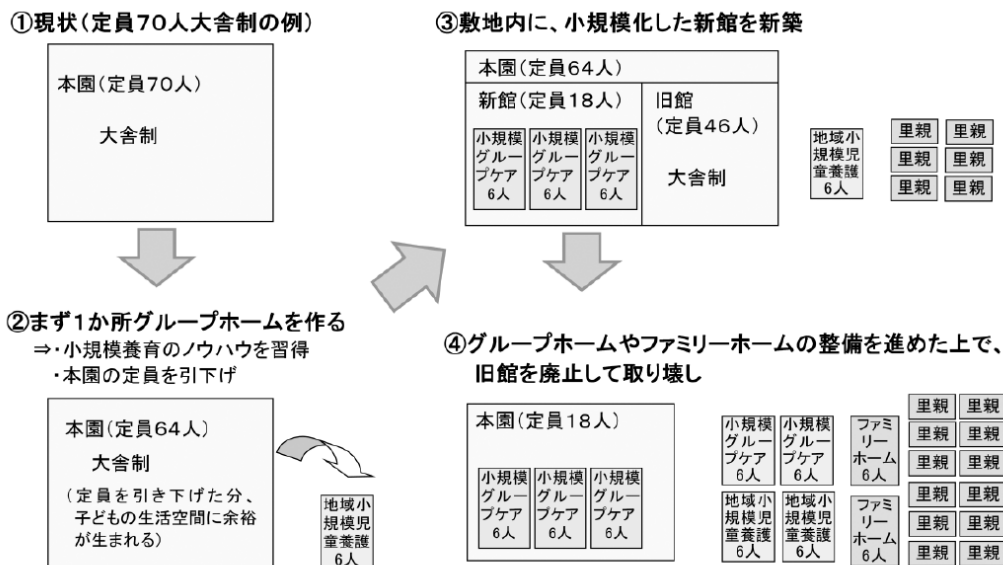 ①現状(定員70人大舎制の例)
本園(定員70人)
大舎制
②まず1か所グループホームを作る
⇒・小規模養育のノウハウを習得
・本園の定員を引下げ
本園(定員64人)
大舎制
(定員を引き下げた分、
子どもの生活空間に余裕
が生まれる)
地域小
規模児
童養護
6人
③敷地内に、小規模化した新館を新築
本園(定員64人)
新館(定員18人)
小規模
グルー
プケア
6人
小規模
グルー
プケア
6人
小規模
グルー
プケア
6人
旧館
(定員46人)
大舎制
地域小
規模児
童養護
6人
里親 里親
里親 里親
里親 里親
④グループホームやファミリーホームの整備を進めた上で、
旧館を廃止して取り壊し
本園(定員18人)
小規模
グルー
プケア
6人
小規模
グルー
プケア
6人
小規模
グルー
プケア
6人
小規模
グルー
プケア
6人
小規模
グルー
プケア
6人
地域小
規模児
童養護
6人
地域小
規模児
童養護
6人
ファミ
リー
ホーム
6人
ファミ
リー
ホーム
6人
里親 里親
里親 里親
里親 里親
里親 里親
里親 里親
里親 里親